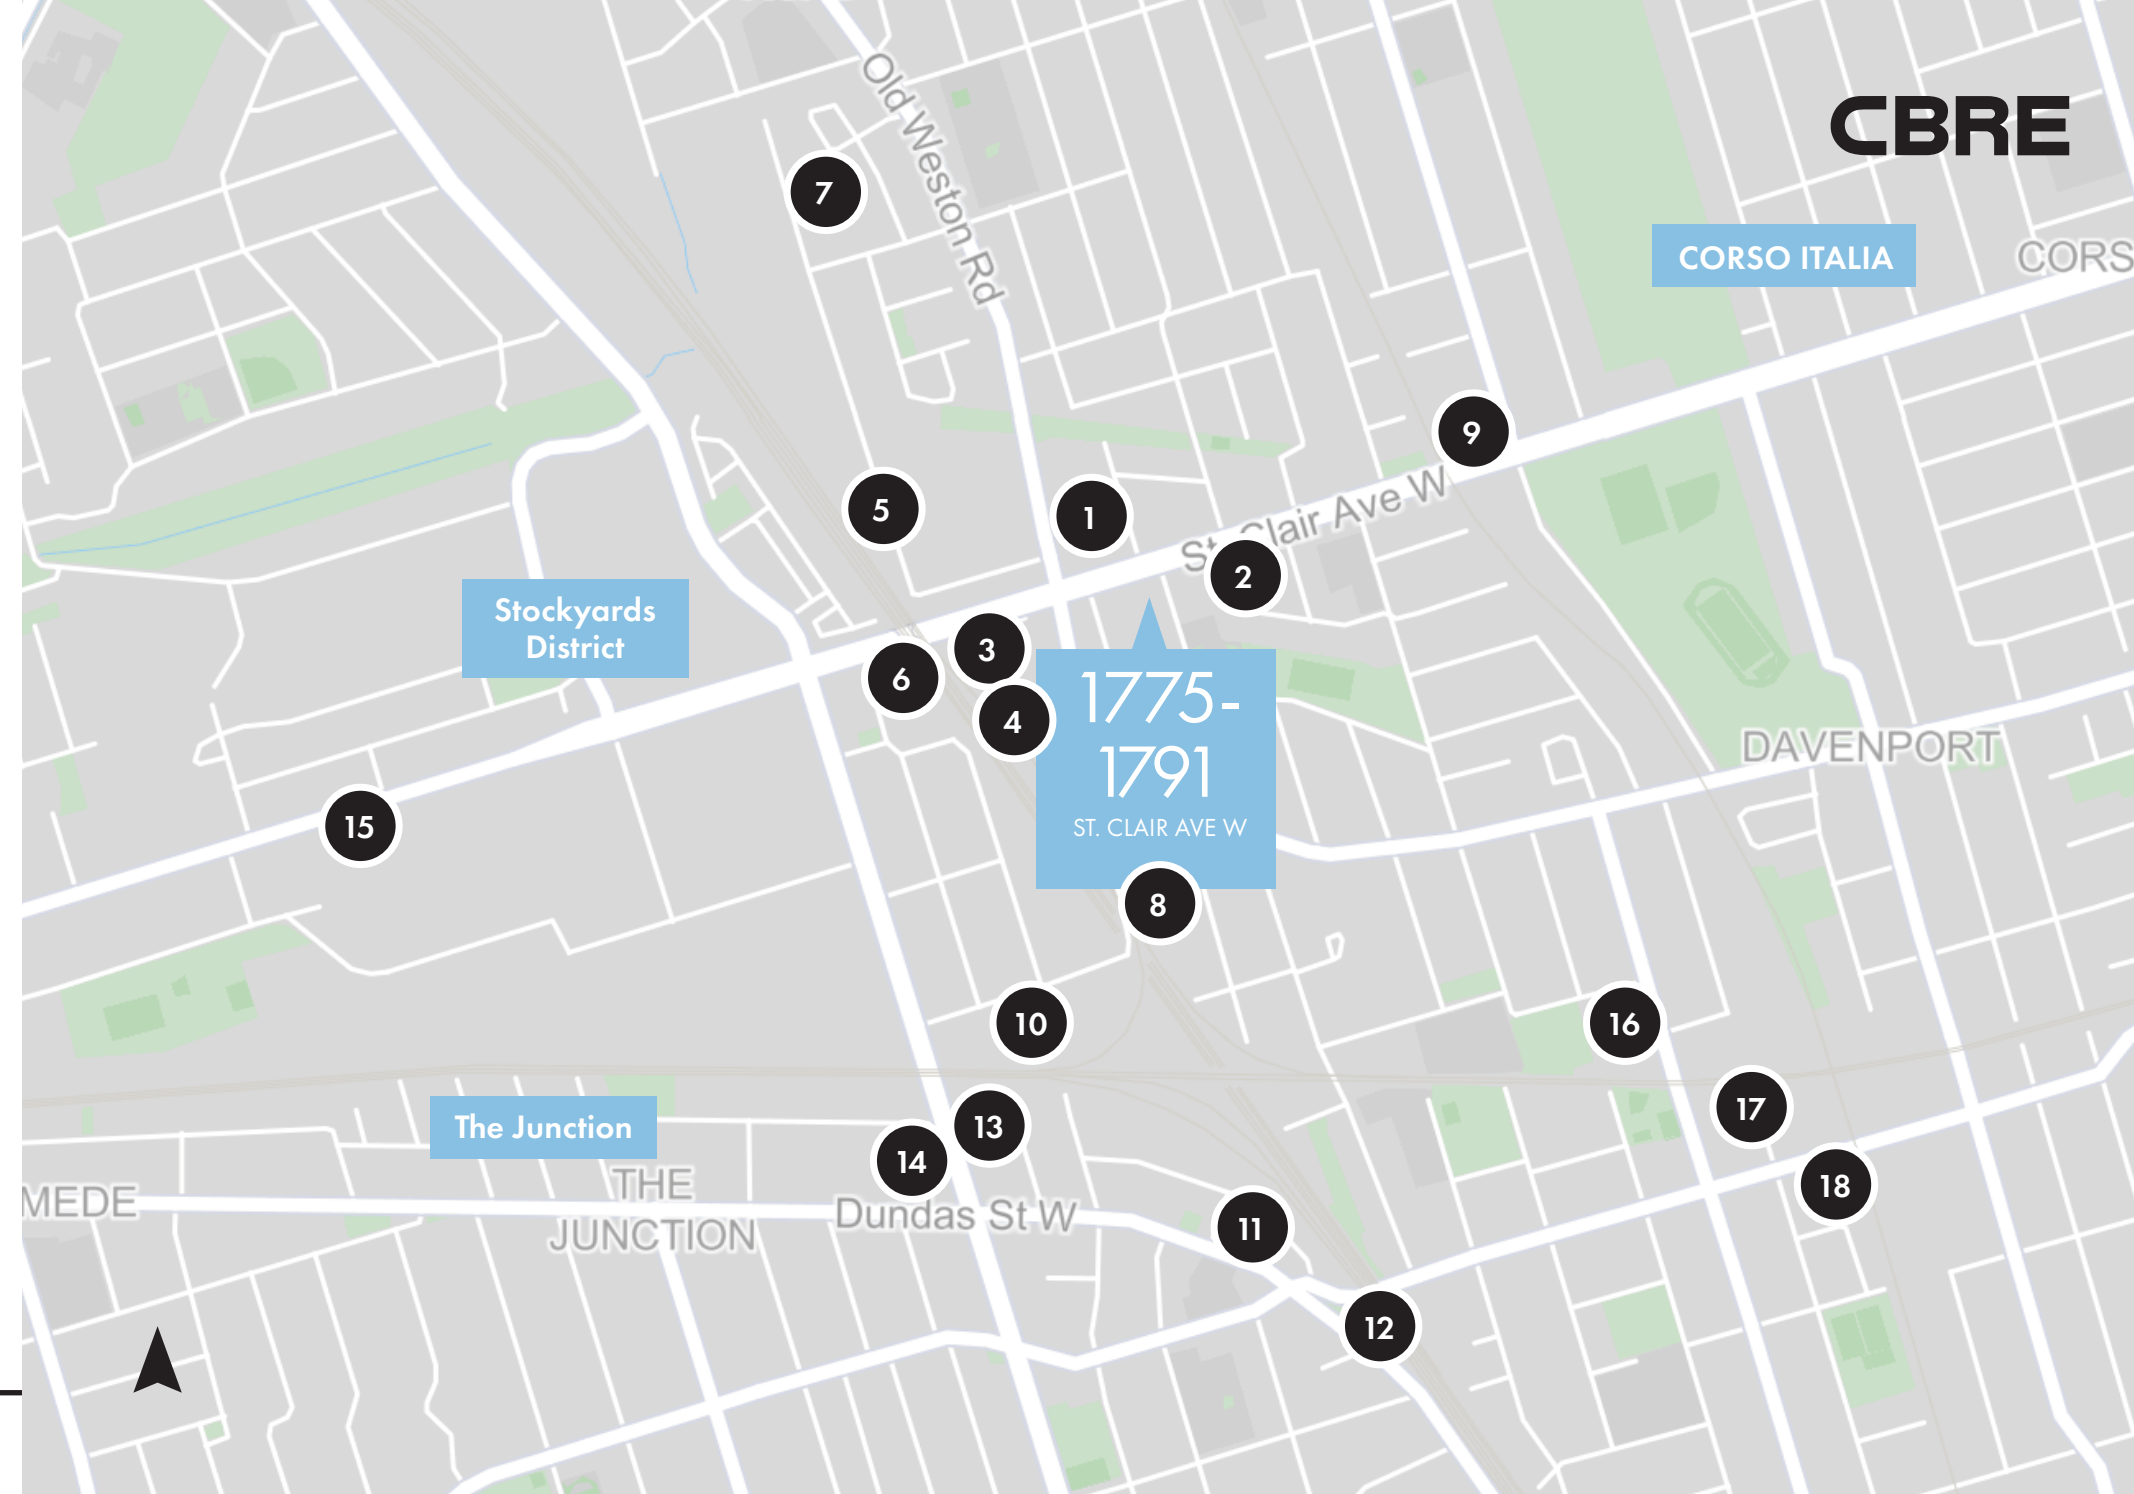 Old Weston Rd
CBRE
7
CORSO ITALIA
CORS
9
5
1
St Clair Ave W
2
Stockyards
District
3
6
4
1775-
1791
ST. CLAIR AVE W
DAVENPORT
15
8
10
16
17
The Junction
13
14
18
THE
JUNCTION
MEDE
Dundas St W
11
12